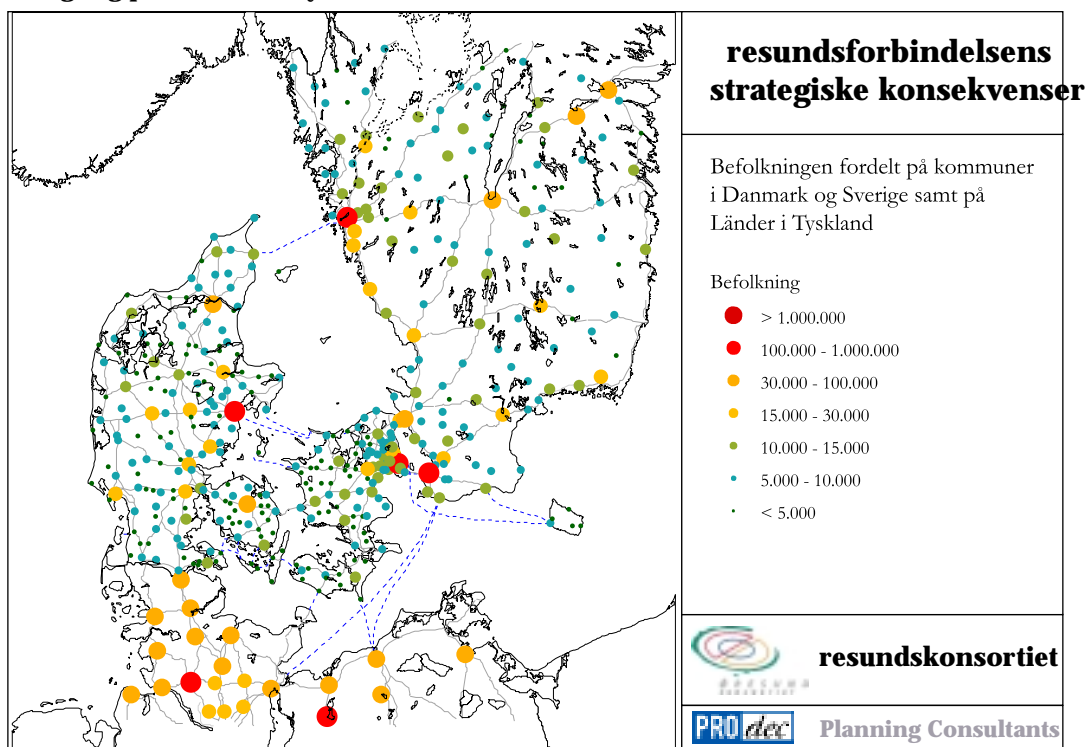 resundsforbindelsens
strategiske konsekvenser
Befolkningen fordelt på kommuner
i Danmark og Sverige samt på
Länder i Tyskland
Befolkning
> 1.000.000
100.000 - 1.000.000
30.000 - 100.000
15.000 - 30.000
10.000 - 15.000
5.000 - 10.000
< 5.000
resundskonsortiet
PROdec Planning Consultants